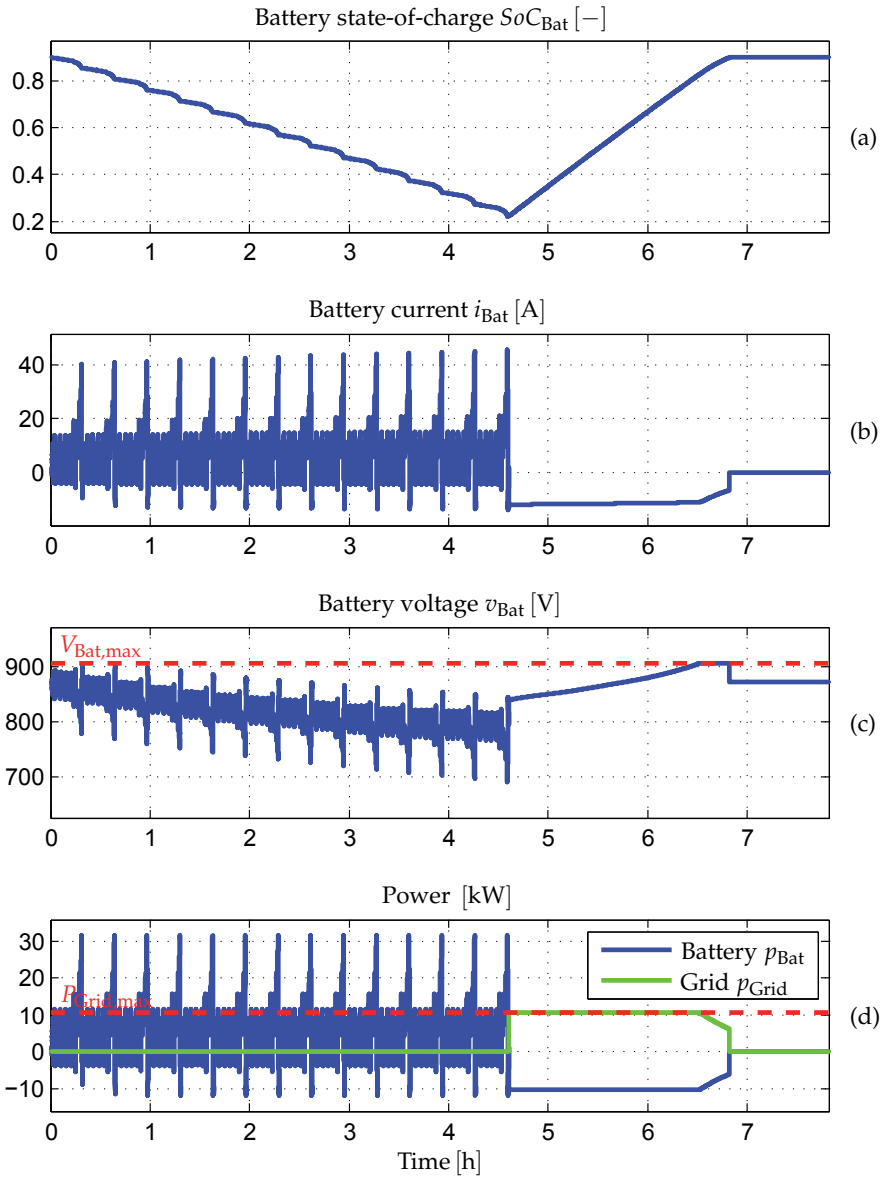 Battery state-of-charge SoC_Bat [−]
0.8
0.6
0.4
0.2
0 1 2 3 4 5 6 7
(a)
Battery current i_Bat [A]
40
20
0
0 1 2 3 4 5 6 7
(b)
Battery voltage v_Bat [V]
V_Bat,max
900
800
700
0 1 2 3 4 5 6 7
(c)
Power [kW]
30
20
10
0
−10
P_Grid,max
Battery p_Bat
Grid p_Grid
0 1 2 3 4 5 6 7
(d)
Time [h]